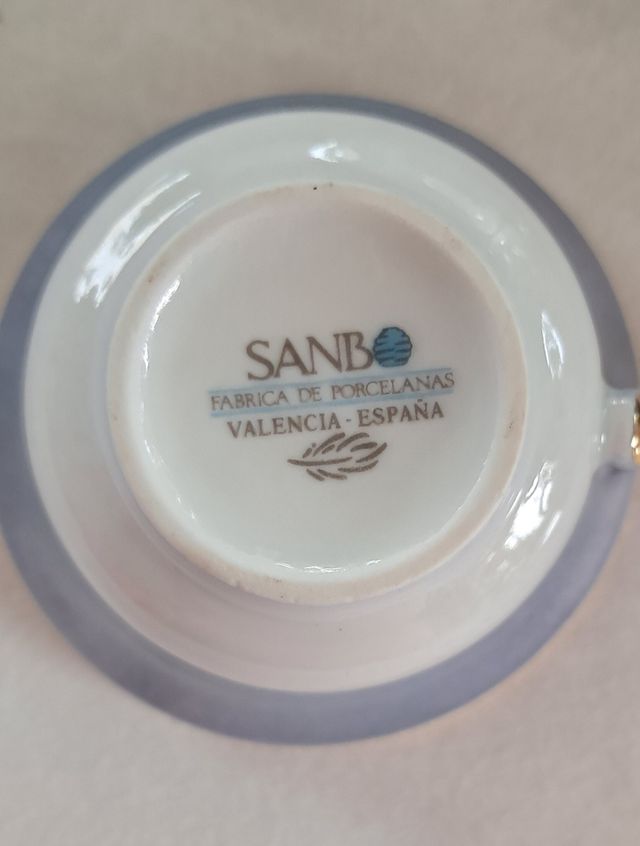 SANBO
FABRICA DE PORCELANAS
VALENCIA - ESPAÑA